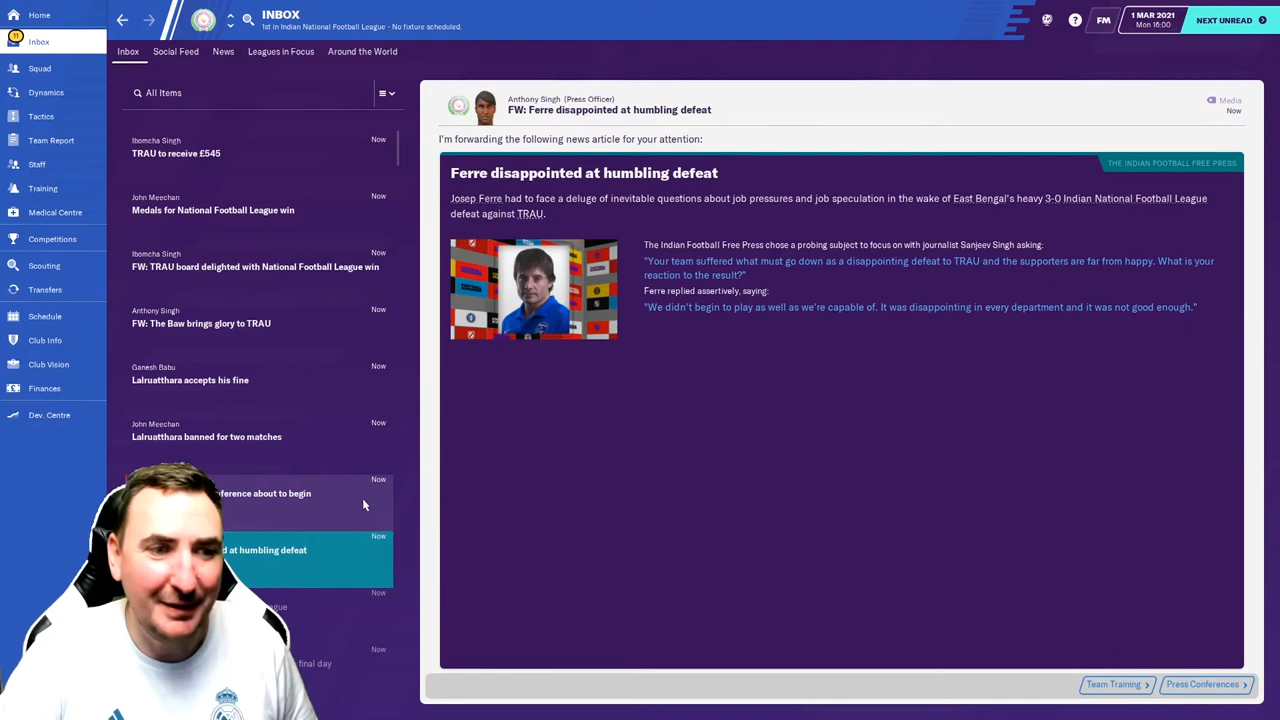 Home
11
Inbox
Squad
Dynamics
Tactics
Team Report
Staff
Training
Medical Centre
Competitions
Scouting
Transfers
Schedule
Club Info
Club Vision
Finances
Dev. Centre
INBOX
1st in Indian National Football League - No fixture scheduled.
?
FM
1 MAR 2021
Mon 16:00
NEXT UNREAD
Inbox Social Feed News Leagues in Focus Around the World
All Items
Ibomcha Singh Now
TRAU to receive £545
John Meechan Now
Medals for National Football League win
Ibomcha Singh Now
FW: TRAU board delighted with National Football League win
Anthony Singh Now
FW: The Baw brings glory to TRAU
Ganesh Babu Now
Lalruatthara accepts his fine
John Meechan Now
Lalruatthara banned for two matches
Now
about to begin
Now
at humbling defeat
Now
Now
final day
Anthony Singh (Press Officer)
FW: Ferre disappointed at humbling defeat
Media
Now
I'm forwarding the following news article for your attention:
THE INDIAN FOOTBALL FREE PRESS
Ferre disappointed at humbling defeat
Josep Ferre had to face a deluge of inevitable questions about job pressures and job speculation in the wake of East Bengal's heavy 3-0 Indian National Football League
defeat against TRAU.
The Indian Football Free Press chose a probing subject to focus on with journalist Sanjeev Singh asking:
"Your team suffered what must go down as a disappointing defeat to TRAU and the supporters are far from happy. What is your
reaction to the result?"
Ferre replied assertively, saying:
"We didn't begin to play as well as we're capable of. It was disappointing in every department and it was not good enough."
Team Training
Press Conferences